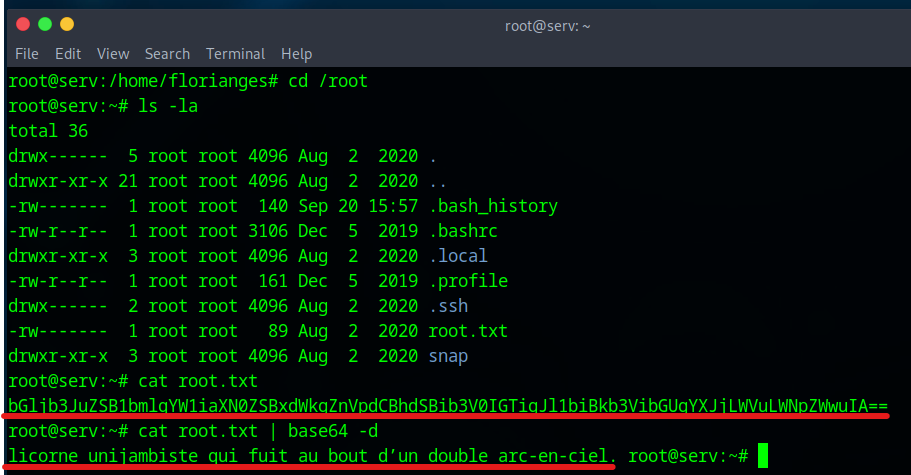 root@serv: ~
File Edit View Search Terminal Help
root@serv:/home/florianges# cd /root
root@serv:~# ls -la
total 36
drwx------  5 root root 4096 Aug  2  2020 .
drwxr-xr-x 21 root root 4096 Aug  2  2020 ..
-rw-------  1 root root  140 Sep 20 15:57 .bash_history
-rw-r--r--  1 root root 3106 Dec  5  2019 .bashrc
drwxr-xr-x  3 root root 4096 Aug  2  2020 .local
-rw-r--r--  1 root root  161 Dec  5  2019 .profile
drwx------  2 root root 4096 Aug  2  2020 .ssh
-rw-------  1 root root   89 Aug  2  2020 root.txt
drwxr-xr-x  3 root root 4096 Aug  2  2020 snap
root@serv:~# cat root.txt
bGljb3JuZSB1bmlqYW1iaXN0ZSBxdWkgZnVpdCBhdSBib3V0IGTigJl1biBkb3VibGUgYXJjLWVuLWNpZWwuIA==
root@serv:~# cat root.txt | base64 -d
licorne unijambiste qui fuit au bout d’un double arc-en-ciel. root@serv:~#